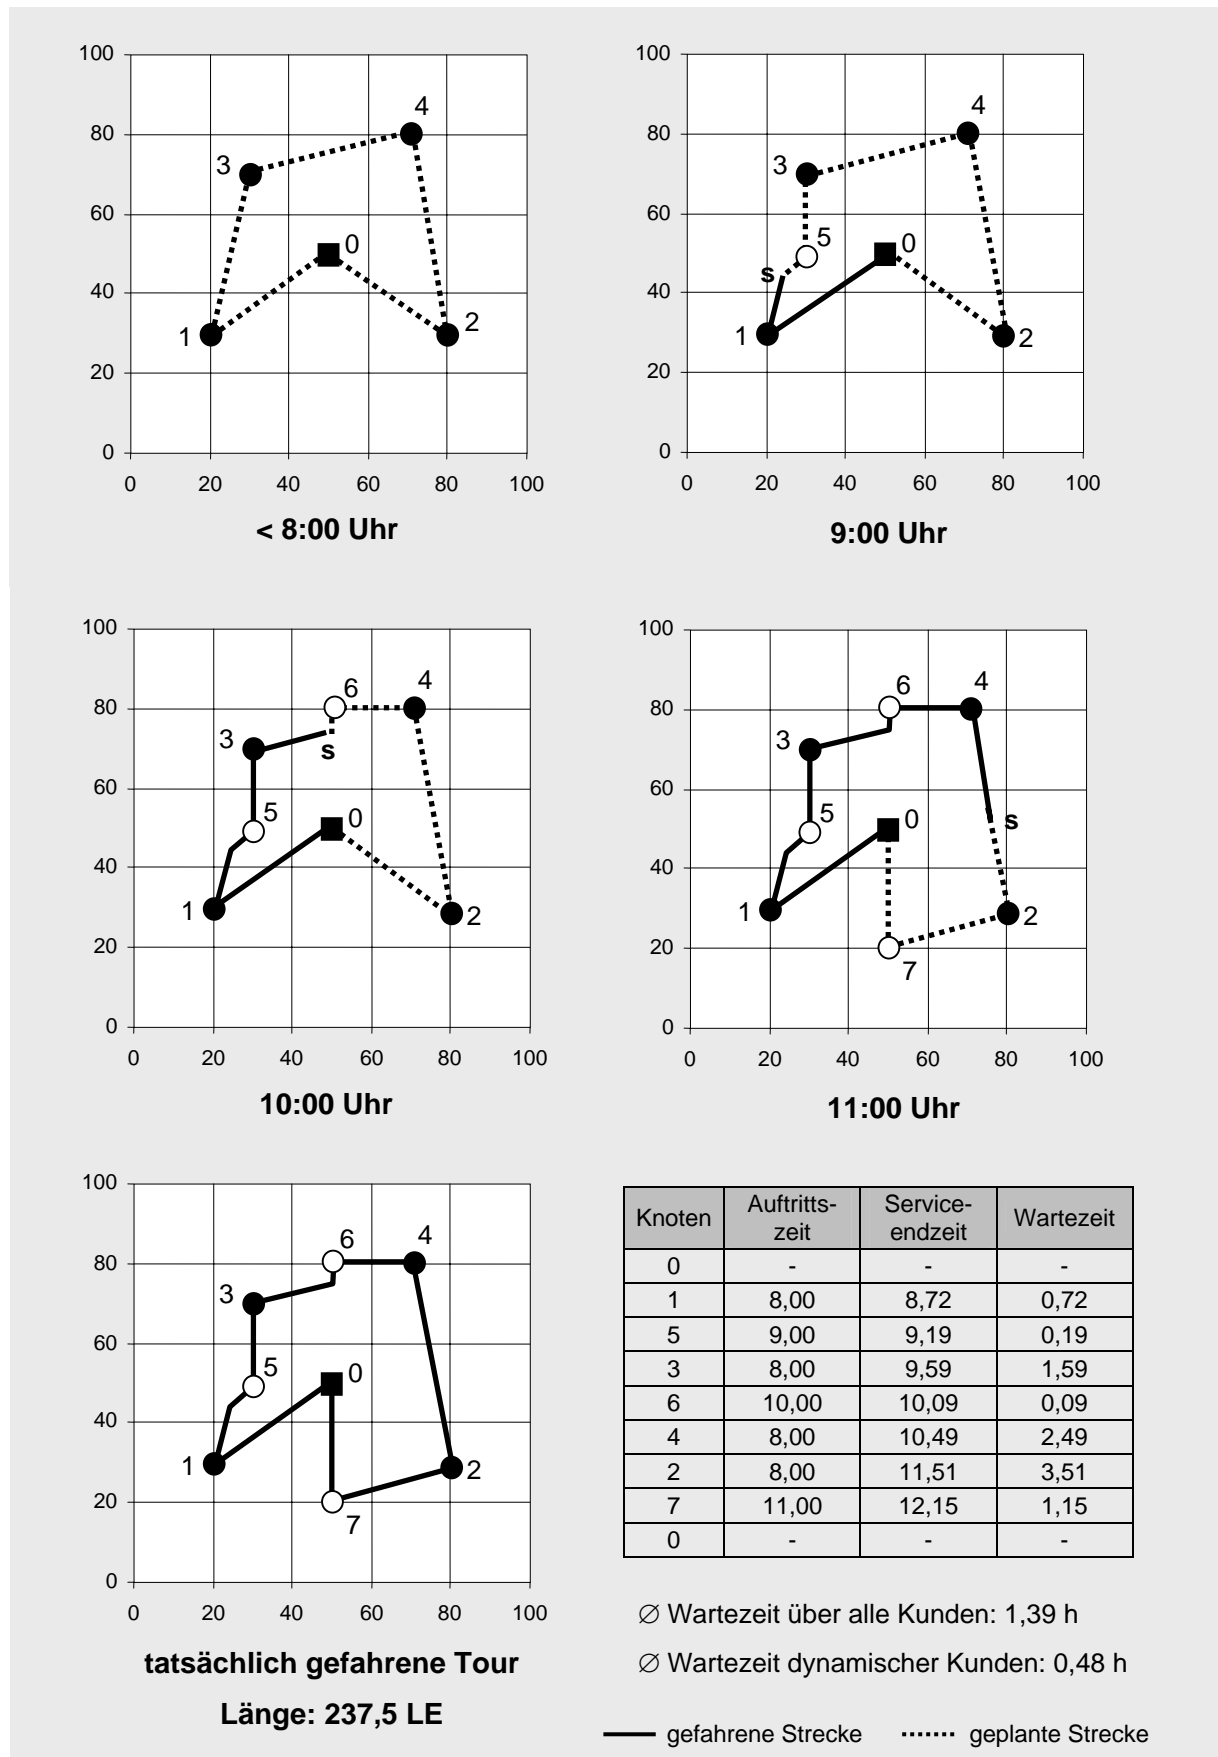 100
80
60
40
20
0
0 20 40 60 80 100
3
4
0
1
2
< 8:00 Uhr
100
80
60
40
20
0
0 20 40 60 80 100
4
3
5
0
s
1
2
9:00 Uhr
100
80
60
40
20
0
0 20 40 60 80 100
6
4
3
s
5
0
1
2
10:00 Uhr
100
80
60
40
20
0
0 20 40 60 80 100
6
4
3
5
0
s
1
2
7
11:00 Uhr
100
80
60
40
20
0
0 20 40 60 80 100
6
4
3
5
0
1
2
7
tatsächlich gefahrene Tour
Länge: 237,5 LE
Knoten Auftritts-zeit Service-endzeit Wartezeit
0 - - -
1 8,00 8,72 0,72
5 9,00 9,19 0,19
3 8,00 9,59 1,59
6 10,00 10,09 0,09
4 8,00 10,49 2,49
2 8,00 11,51 3,51
7 11,00 12,15 1,15
0 - - -
∅ Wartezeit über alle Kunden: 1,39 h
∅ Wartezeit dynamischer Kunden: 0,48 h
gefahrene Strecke geplante Strecke